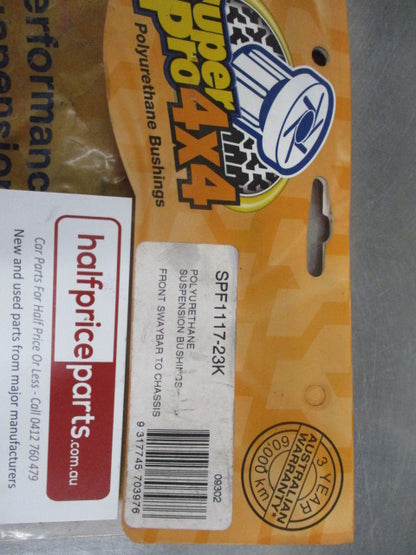 Super
Pro
4x4
Polyurethane Bushings
erformanc
uspension
SPF1117-23K
POLYURETHANE
SUSPENSION BUSHINGS
FRONT SWAYBAR TO CHASSIS
09302
9 317745 703976
3 YEAR
AUSTRALIAN
WARRANTY*
60,000 km
halfpriceparts.com.au
Car Parts For Half Price Or Less - Call 0412 760 479
New and used parts from major manufacturers